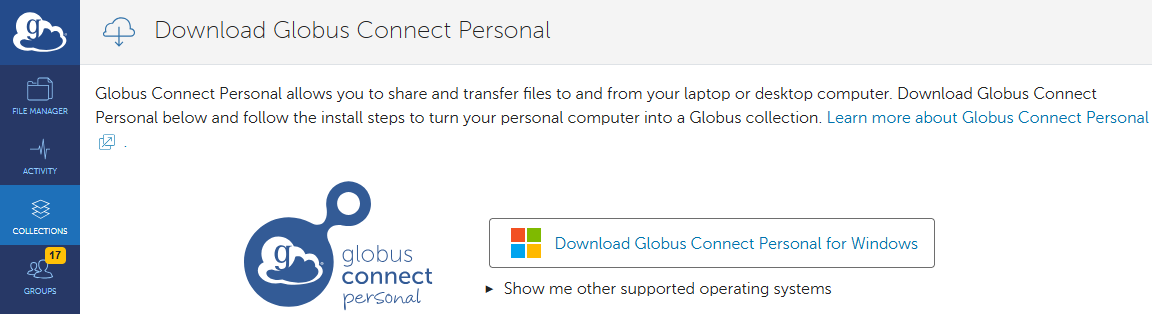 g
Download Globus Connect Personal
FILE MANAGER
ACTIVITY
COLLECTIONS
17
GROUPS
Globus Connect Personal allows you to share and transfer files to and from your laptop or desktop computer. Download Globus Connect
Personal below and follow the install steps to turn your personal computer into a Globus collection. Learn more about Globus Connect Personal
.
g
globus
connect
personal
Download Globus Connect Personal for Windows
Show me other supported operating systems